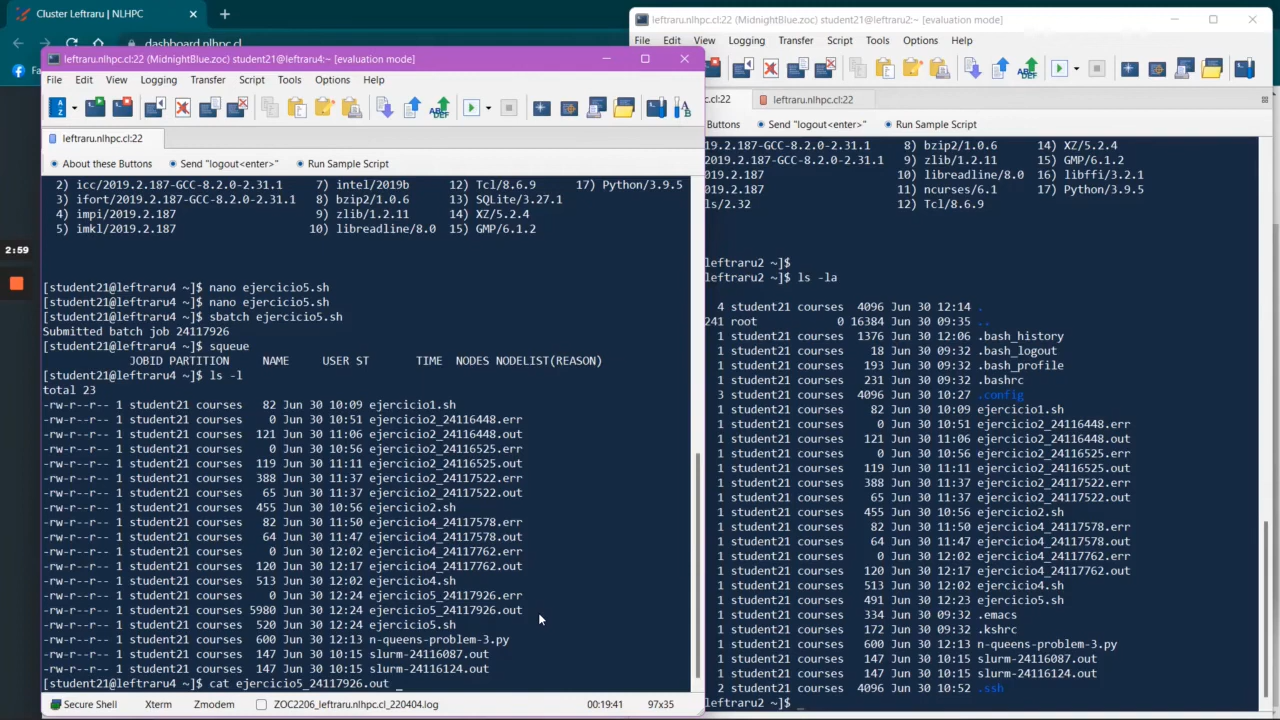 Cluster Leftraru | NLHPC
dashboard.nlhpc.cl
Fa
2:59
leftraru.nlhpc.cl:22 (MidnightBlue.zoc) student21@leftraru4:~ [evaluation mode]
File Edit View Logging Transfer Script Tools Options Help
leftraru.nlhpc.cl:22
About these Buttons Send "logout<enter>" Run Sample Script
2) icc/2019.2.187-GCC-8.2.0-2.31.1 7) intel/2019b 12) Tcl/8.6.9 17) Python/3.9.5
3) ifort/2019.2.187-GCC-8.2.0-2.31.1 8) bzip2/1.0.6 13) SQLite/3.27.1
4) impi/2019.2.187 9) zlib/1.2.11 14) XZ/5.2.4
5) imkl/2019.2.187 10) libreadline/8.0 15) GMP/6.1.2
[student21@leftraru4 ~]$ nano ejercicio5.sh
[student21@leftraru4 ~]$ nano ejercicio5.sh
[student21@leftraru4 ~]$ sbatch ejercicio5.sh
Submitted batch job 24117926
[student21@leftraru4 ~]$ squeue
JOBID PARTITION NAME USER ST TIME NODES NODELIST(REASON)
[student21@leftraru4 ~]$ ls -l
total 23
-rw-r--r-- 1 student21 courses 82 Jun 30 10:09 ejercicio1.sh
-rw-r--r-- 1 student21 courses 0 Jun 30 10:51 ejercicio2_24116448.err
-rw-r--r-- 1 student21 courses 121 Jun 30 11:06 ejercicio2_24116448.out
-rw-r--r-- 1 student21 courses 0 Jun 30 10:56 ejercicio2_24116525.err
-rw-r--r-- 1 student21 courses 119 Jun 30 11:11 ejercicio2_24116525.out
-rw-r--r-- 1 student21 courses 388 Jun 30 11:37 ejercicio2_24117522.err
-rw-r--r-- 1 student21 courses 65 Jun 30 11:37 ejercicio2_24117522.out
-rw-r--r-- 1 student21 courses 455 Jun 30 10:56 ejercicio2.sh
-rw-r--r-- 1 student21 courses 82 Jun 30 11:50 ejercicio4_24117578.err
-rw-r--r-- 1 student21 courses 64 Jun 30 11:47 ejercicio4_24117578.out
-rw-r--r-- 1 student21 courses 0 Jun 30 12:02 ejercicio4_24117762.err
-rw-r--r-- 1 student21 courses 120 Jun 30 12:17 ejercicio4_24117762.out
-rw-r--r-- 1 student21 courses 513 Jun 30 12:02 ejercicio4.sh
-rw-r--r-- 1 student21 courses 0 Jun 30 12:24 ejercicio5_24117926.err
-rw-r--r-- 1 student21 courses 5980 Jun 30 12:24 ejercicio5_24117926.out
-rw-r--r-- 1 student21 courses 491 Jun 30 12:24 ejercicio5.sh
-rw-r--r-- 1 student21 courses 600 Jun 30 12:13 n-queens-problem-3.py
-rw-r--r-- 1 student21 courses 147 Jun 30 10:15 slurm-24116087.out
-rw-r--r-- 1 student21 courses 147 Jun 30 10:15 slurm-24116124.out
[student21@leftraru4 ~]$ cat ejercicio5_24117926.out _
Secure Shell Xterm Zmodem ZOC2206_leftraru.nlhpc.cl_220404.log 00:19:41 97x35
leftraru.nlhpc.cl:22 (MidnightBlue.zoc) student21@leftraru2:~ [evaluation mode]
File Edit View Logging Transfer Script Tools Options Help
c.cl:22 leftraru.nlhpc.cl:22
Buttons Send "logout<enter>" Run Sample Script
19.2.187-GCC-8.2.0-2.31.1 8) bzip2/1.0.6 14) XZ/5.2.4
2019.2.187-GCC-8.2.0-2.31.1 9) zlib/1.2.11 15) GMP/6.1.2
019.2.187 10) libreadline/8.0 16) libffi/3.2.1
019.2.187 11) ncurses/6.1 17) Python/3.9.5
ls/2.32 12) Tcl/8.6.9
leftraru2 ~]$
leftraru2 ~]$ ls -la
4 student21 courses 4096 Jun 30 12:14 .
241 root 0 16384 Jun 30 09:35 ..
1 student21 courses 1376 Jun 30 12:06 .bash_history
1 student21 courses 18 Jun 30 09:32 .bash_logout
1 student21 courses 193 Jun 30 09:32 .bash_profile
1 student21 courses 231 Jun 30 09:32 .bashrc
3 student21 courses 4096 Jun 30 10:27 .config
1 student21 courses 82 Jun 30 10:09 ejercicio1.sh
1 student21 courses 0 Jun 30 10:51 ejercicio2_24116448.err
1 student21 courses 121 Jun 30 11:06 ejercicio2_24116448.out
1 student21 courses 0 Jun 30 10:56 ejercicio2_24116525.err
1 student21 courses 119 Jun 30 11:11 ejercicio2_24116525.out
1 student21 courses 388 Jun 30 11:37 ejercicio2_24117522.err
1 student21 courses 65 Jun 30 11:37 ejercicio2_24117522.out
1 student21 courses 455 Jun 30 10:56 ejercicio2.sh
1 student21 courses 82 Jun 30 11:50 ejercicio4_24117578.err
1 student21 courses 64 Jun 30 11:47 ejercicio4_24117578.out
1 student21 courses 0 Jun 30 12:02 ejercicio4_24117762.err
1 student21 courses 120 Jun 30 12:17 ejercicio4_24117762.out
1 student21 courses 513 Jun 30 12:02 ejercicio4.sh
1 student21 courses 491 Jun 30 12:23 ejercicio5.sh
1 student21 courses 334 Jun 30 09:32 .emacs
1 student21 courses 172 Jun 30 09:32 .kshrc
1 student21 courses 600 Jun 30 12:13 n-queens-problem-3.py
1 student21 courses 147 Jun 30 10:15 slurm-24116087.out
1 student21 courses 147 Jun 30 10:15 slurm-24116124.out
2 student21 courses 4096 Jun 30 10:52 .ssh
leftraru2 ~]$ _